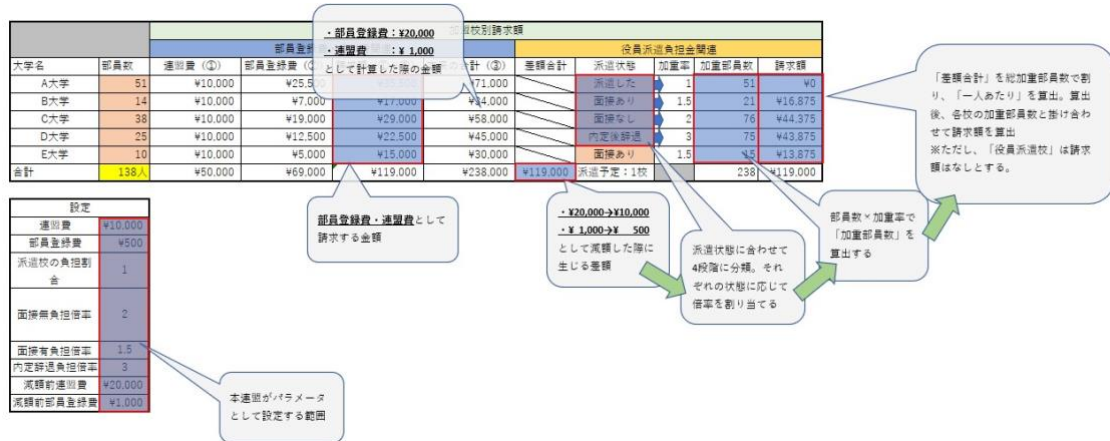 ・部員登録費：¥20,000
・連盟費　　：¥ 1,000
として計算した際の金額
加盟校別請求額
部員登録費
役員派遣負担金関連
大学名 部員数 連盟費（①） 部員登録費（ 合計（③） 差額合計 派遣状態 加重率 加重部員数 請求額
A大学 51 ¥10,000 ¥25,500 ¥71,000 派遣した 1 51 ¥0
B大学 14 ¥10,000 ¥7,000 ¥17,000 ¥34,000 面接あり 1.5 21 ¥16,875
C大学 38 ¥10,000 ¥19,000 ¥29,000 ¥58,000 面接なし 2 76 ¥44,375
D大学 25 ¥10,000 ¥12,500 ¥22,500 ¥45,000 内定後辞退 3 75 ¥43,875
E大学 10 ¥10,000 ¥5,000 ¥15,000 ¥30,000 面接あり 1.5 15 ¥13,875
合計 138人 ¥50,000 ¥69,000 ¥119,000 ¥238,000 ¥119,000 派遣予定：1校 238 ¥119,000
「差額合計」を総加重部員数で割
り、「一人あたり」を算出。算出
後、各校の加重部員数と掛け合わ
せて請求額を算出
※ただし、「役員派遣校」は請求
額はなしとする。
部員登録費・連盟費として
請求する金額
・¥20,000→¥10,000
・¥ 1,000→¥　500
として減額した際に
生じる差額
派遣状態に合わせて
4段階に分類。それ
ぞれの状態に応じて
倍率を割り当てる
部員数×加重率で
「加重部員数」を
算出する
設定
連盟費 ¥10,000
部員登録費 ¥500
派遣校の負担割合 1
面接無負担倍率 2
面接有負担倍率 1.5
内定辞退負担倍率 3
減額前連盟費 ¥20,000
減額前部員登録費 ¥1,000
本連盟がパラメータ
として設定する範囲